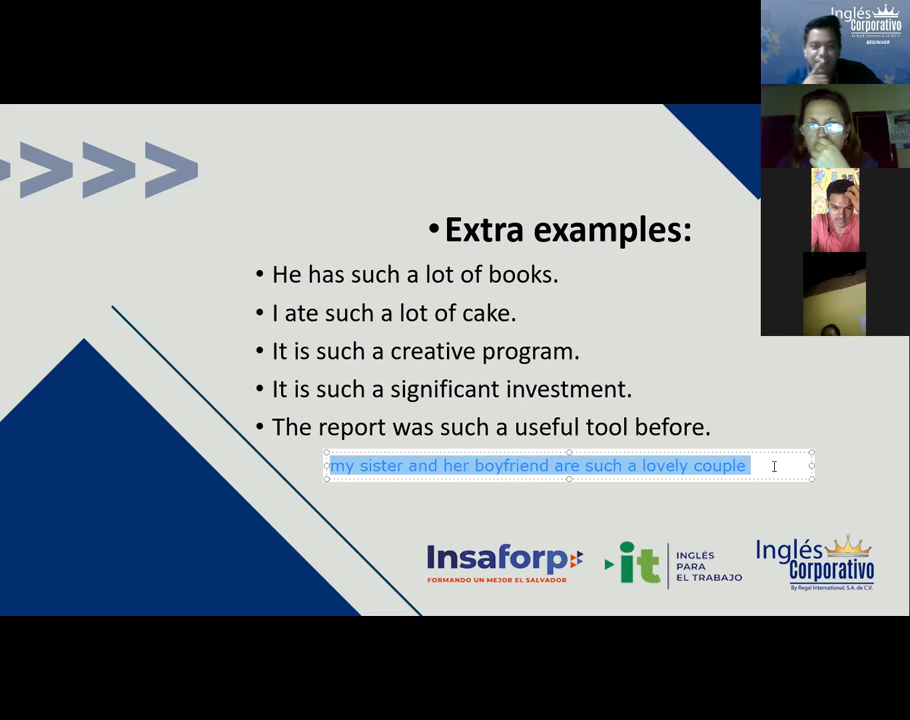 Inglés
Corporativo
BEGINNER
•Extra examples:
• He has such a lot of books.
• I ate such a lot of cake.
• It is such a creative program.
• It is such a significant investment.
• The report was such a useful tool before.
my sister and her boyfriend are such a lovely couple
Insaforp
FORMANDO UN MEJOR EL SALVADOR
it
INGLÉS
PARA
EL TRABAJO
Inglés
Corporativo
By Regal International, S.A. de C.V.